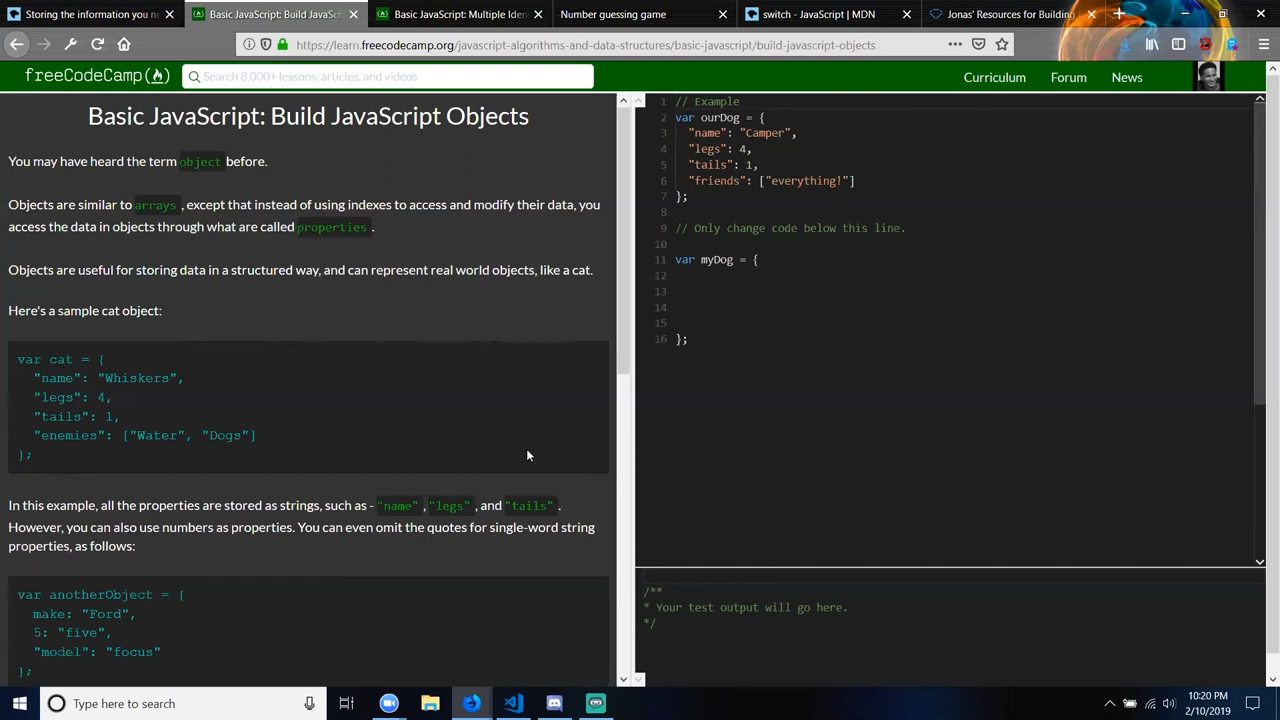 Storing the information you n
Basic JavaScript: Build JavaScr
Basic JavaScript: Multiple Iden
Number guessing game
switch - JavaScript | MDN
Jonas' Resources for Building
https://learn.freecodecamp.org/javascript-algorithms-and-data-structures/basic-javascript/build-javascript-objects
freeCodeCamp
Search 8,000+ lessons, articles, and videos
Curriculum
Forum
News
Basic JavaScript: Build JavaScript Objects
You may have heard the term object before.
Objects are similar to arrays , except that instead of using indexes to access and modify their data, you
access the data in objects through what are called properties .
Objects are useful for storing data in a structured way, and can represent real world objects, like a cat.
Here's a sample cat object:
var cat = {
"name": "Whiskers",
"legs": 4,
"tails": 1,
"enemies": ["Water", "Dogs"]
};
In this example, all the properties are stored as strings, such as - "name" , "legs" , and "tails" .
However, you can also use numbers as properties. You can even omit the quotes for single-word string
properties, as follows:
var anotherObject = {
make: "Ford",
5: "five",
"model": "focus"
};
1 // Example
2 var ourDog = {
3 "name": "Camper",
4 "legs": 4,
5 "tails": 1,
6 "friends": ["everything!"]
7 };
8
9 // Only change code below this line.
10
11 var myDog = {
12
13
14
15
16 };
/**
* Your test output will go here.
*/
Type here to search
10:20 PM
2/10/2019